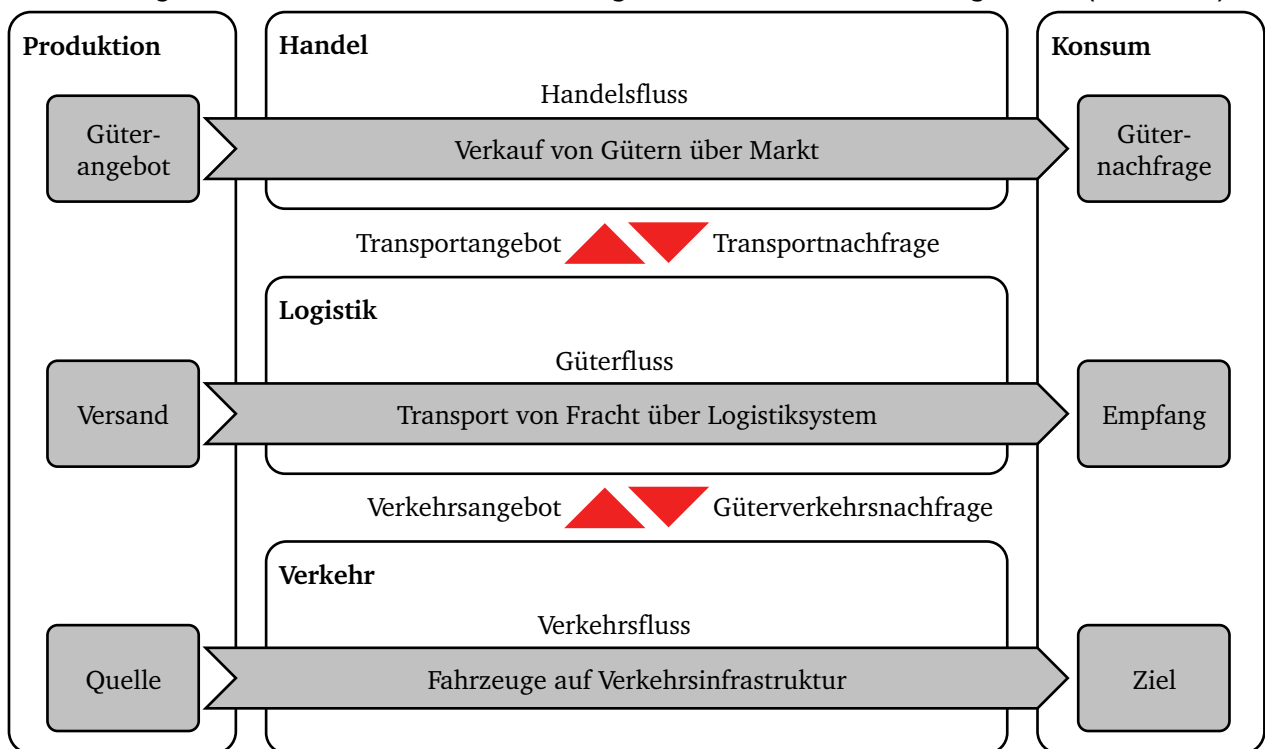 Produktion
Handel
Konsum
Handelsfluss
Güter-
angebot
Verkauf von Gütern über Markt
Güter-
nachfrage
Transportangebot
Transportnachfrage
Logistik
Güterfluss
Versand
Transport von Fracht über Logistiksystem
Empfang
Verkehrsangebot
Güterverkehrsnachfrage
Verkehr
Verkehrsfluss
Quelle
Fahrzeuge auf Verkehrsinfrastruktur
Ziel